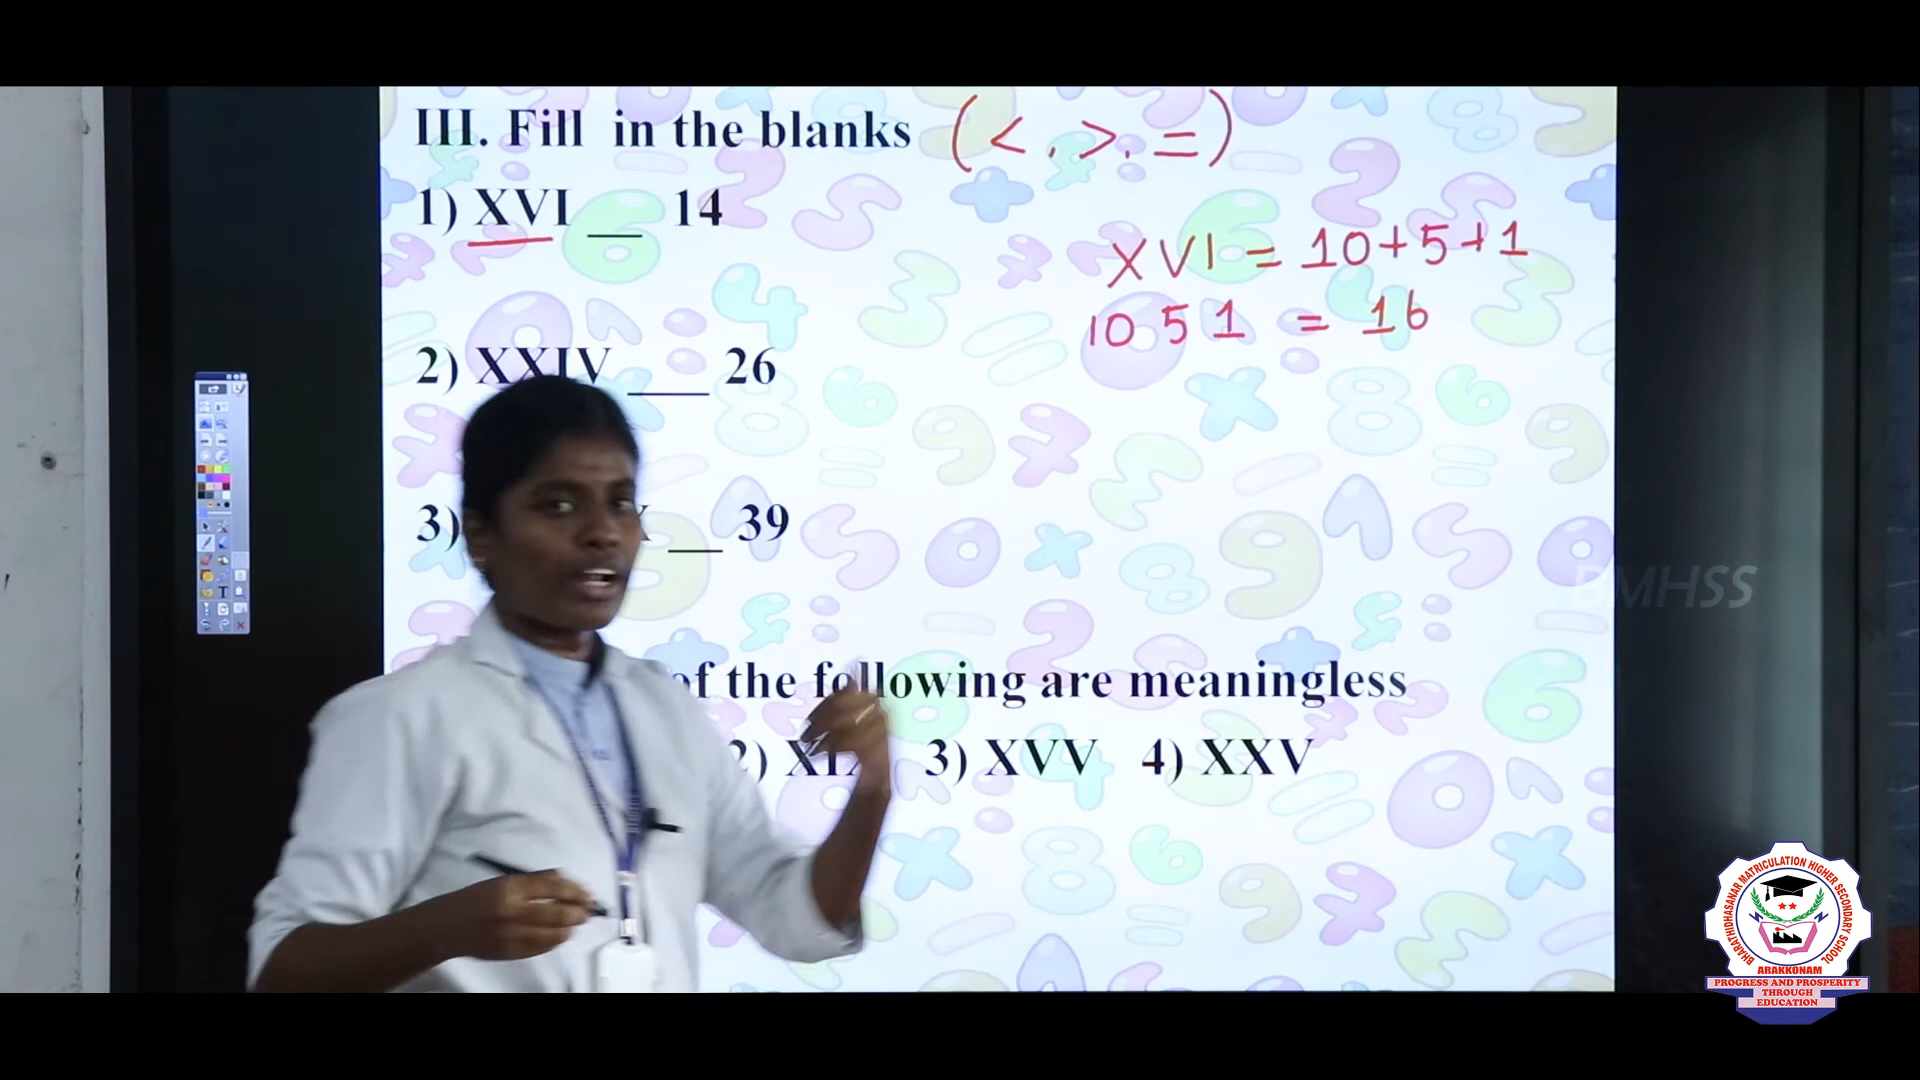 III. Fill in the blanks (<, >, =)
1) XVI __ 14
XVI = 10+5+1
10 5 1 = 16
2) XXIV ___ 26
3) __ 39
BMHSS
of the following are meaningless
2) XIX 3) XVV 4) XXV
BHARATHIDHASANAR MATRICULATION HIGHER SECONDARY SCHOOL
ARAKKONAM
PROGRESS AND PROSPERITY
THROUGH
EDUCATION